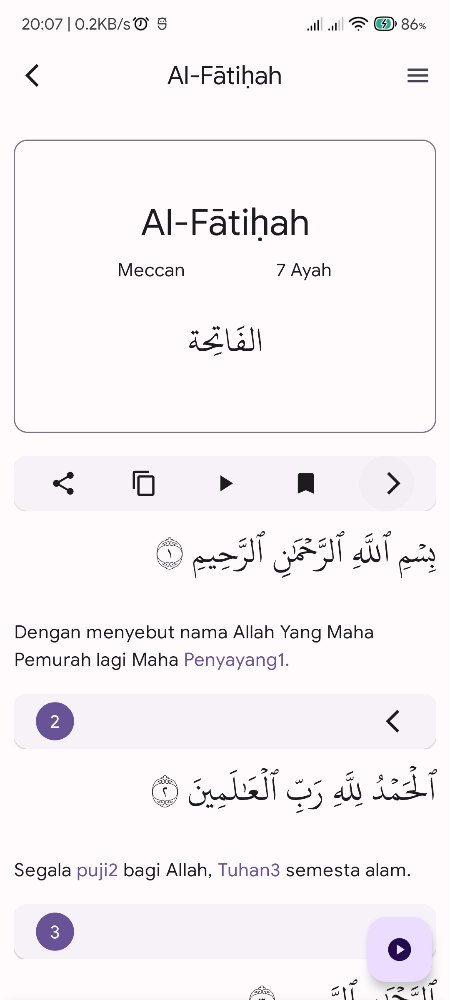 20:07 | 0.2KB/s 86%
Al-Fātiḥah
Al-Fātiḥah
Meccan 7 Ayah
الفَاتِحة
بِسۡمِ ٱللَّهِ ٱلرَّحۡمَٰنِ ٱلرَّحِيمِ ١
Dengan menyebut nama Allah Yang Maha
Pemurah lagi Maha Penyayang1.
2
ٱلۡحَمۡدُ لِلَّهِ رَبِّ ٱلۡعَٰلَمِينَ ٢
Segala puji2 bagi Allah, Tuhan3 semesta alam.
3